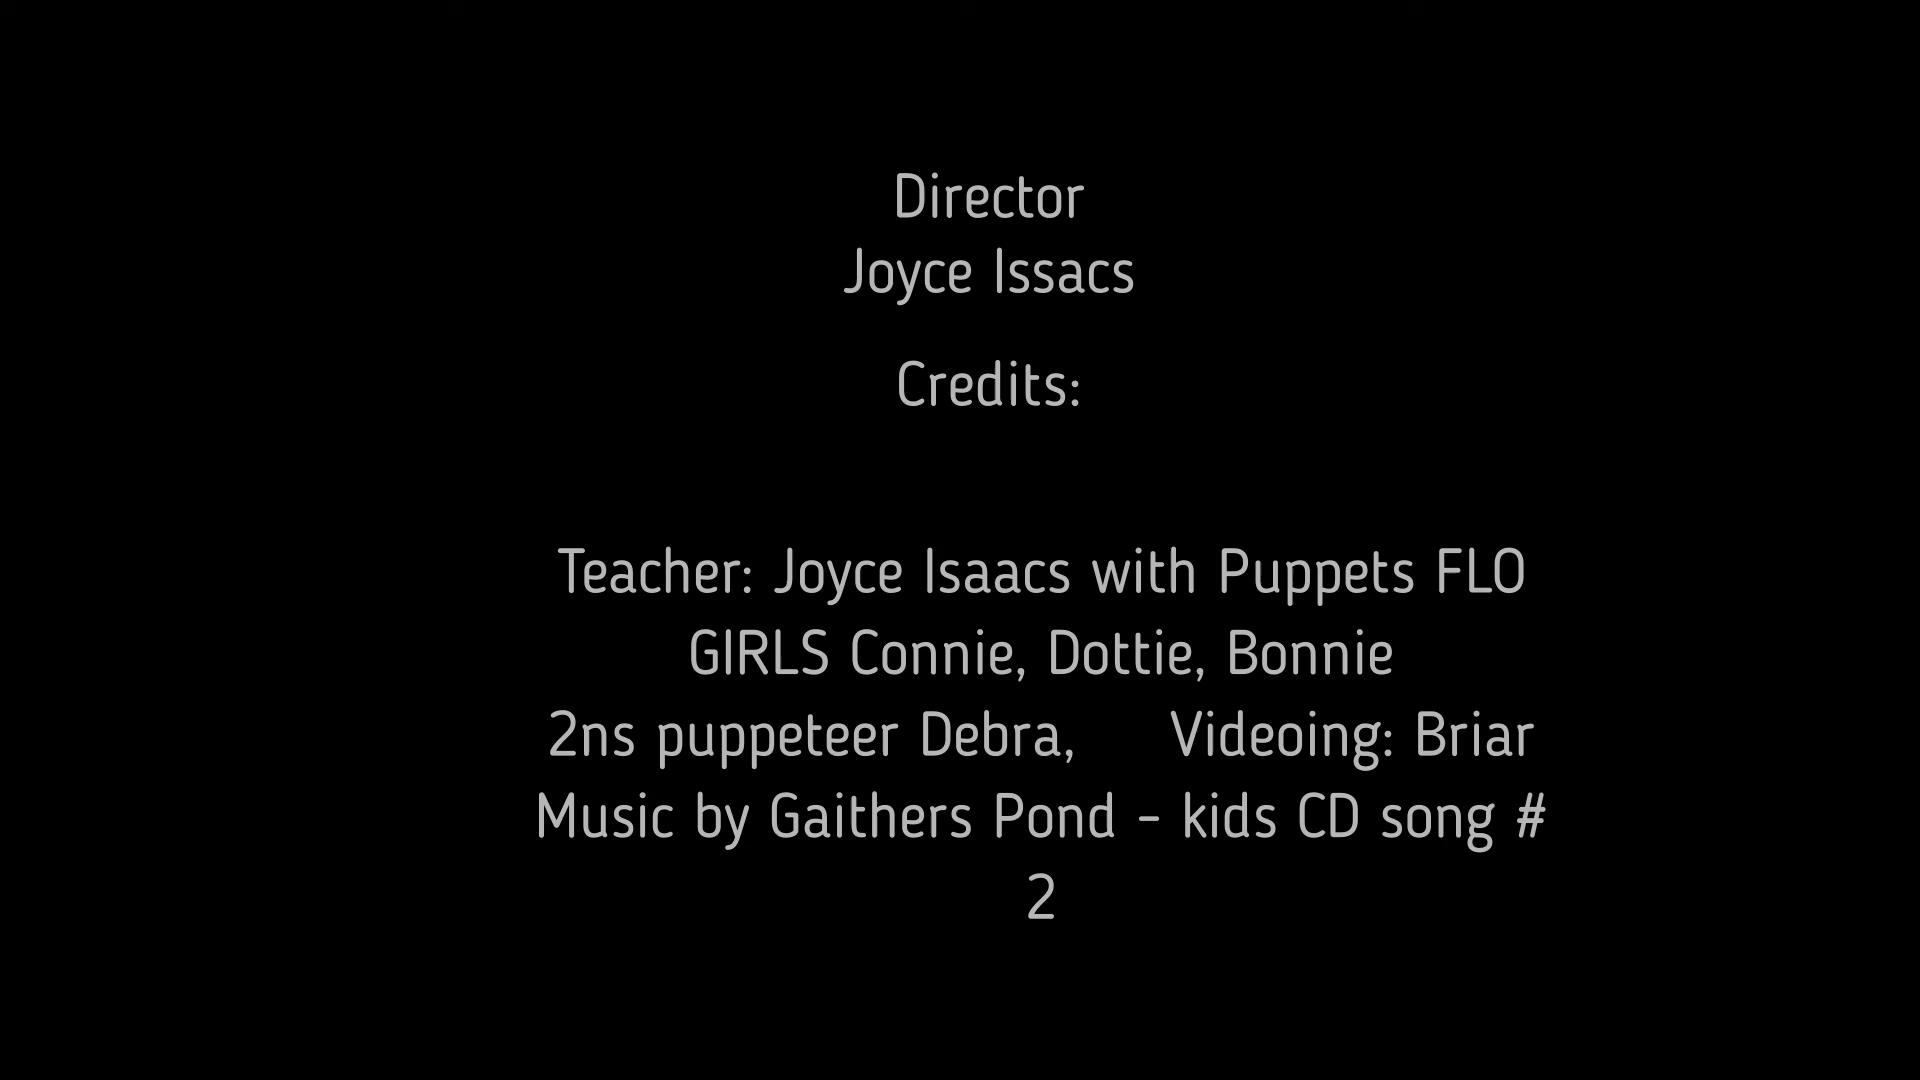 Director
Joyce Issacs
Credits:
Teacher: Joyce Isaacs with Puppets FLO
GIRLS Connie, Dottie, Bonnie
2ns puppeteer Debra, Videoing: Briar
Music by Gaithers Pond - kids CD song #
2